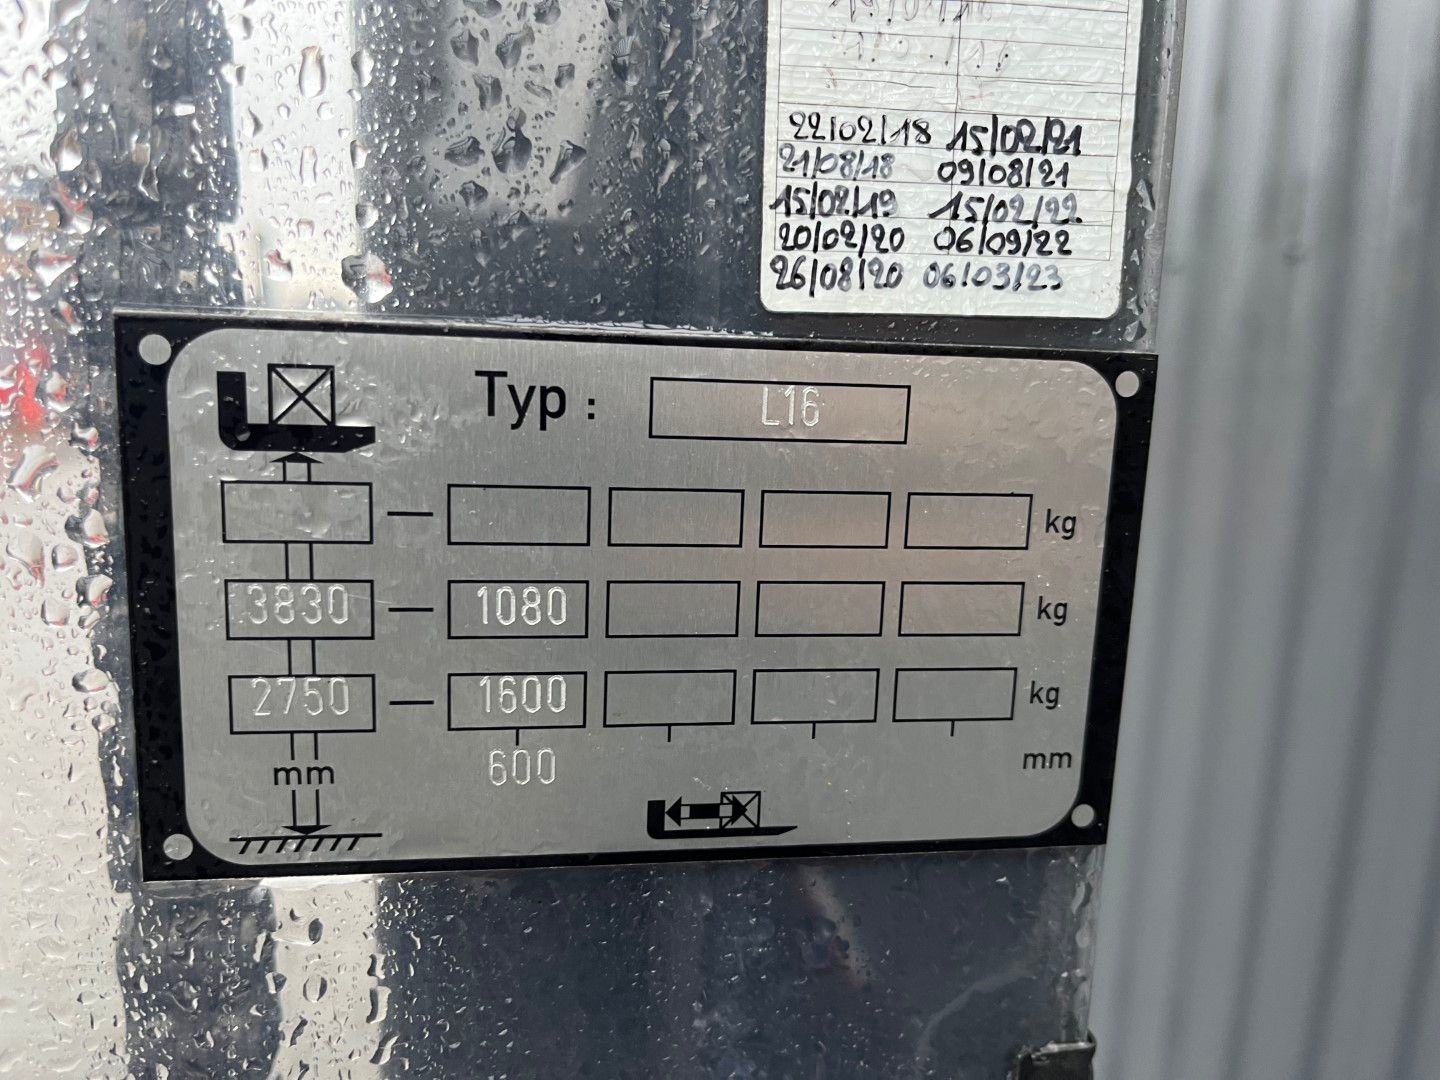 22/02/18 15/02/21
21/08/18 09/08/21
15/02/19 15/02/22
20/02/20 06/09/22
26/08/20 06/03/23
Typ : L16
kg
3830 1080 kg
2750 1600 kg
mm 600 mm